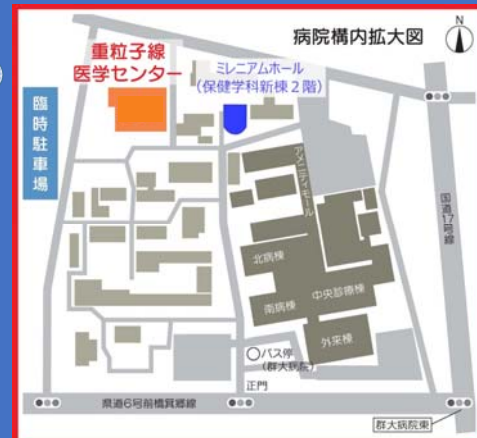 病院構内拡大図
N
重粒子線
医学センター
ミレニアムホール
(保健学科新棟2階)
臨時駐車場
アメニティモール
国道17号線
北病棟
南病棟
中央診療棟
外来棟
バス停
(群大病院)
正門
県道6号前橋箕郷線
群大病院東